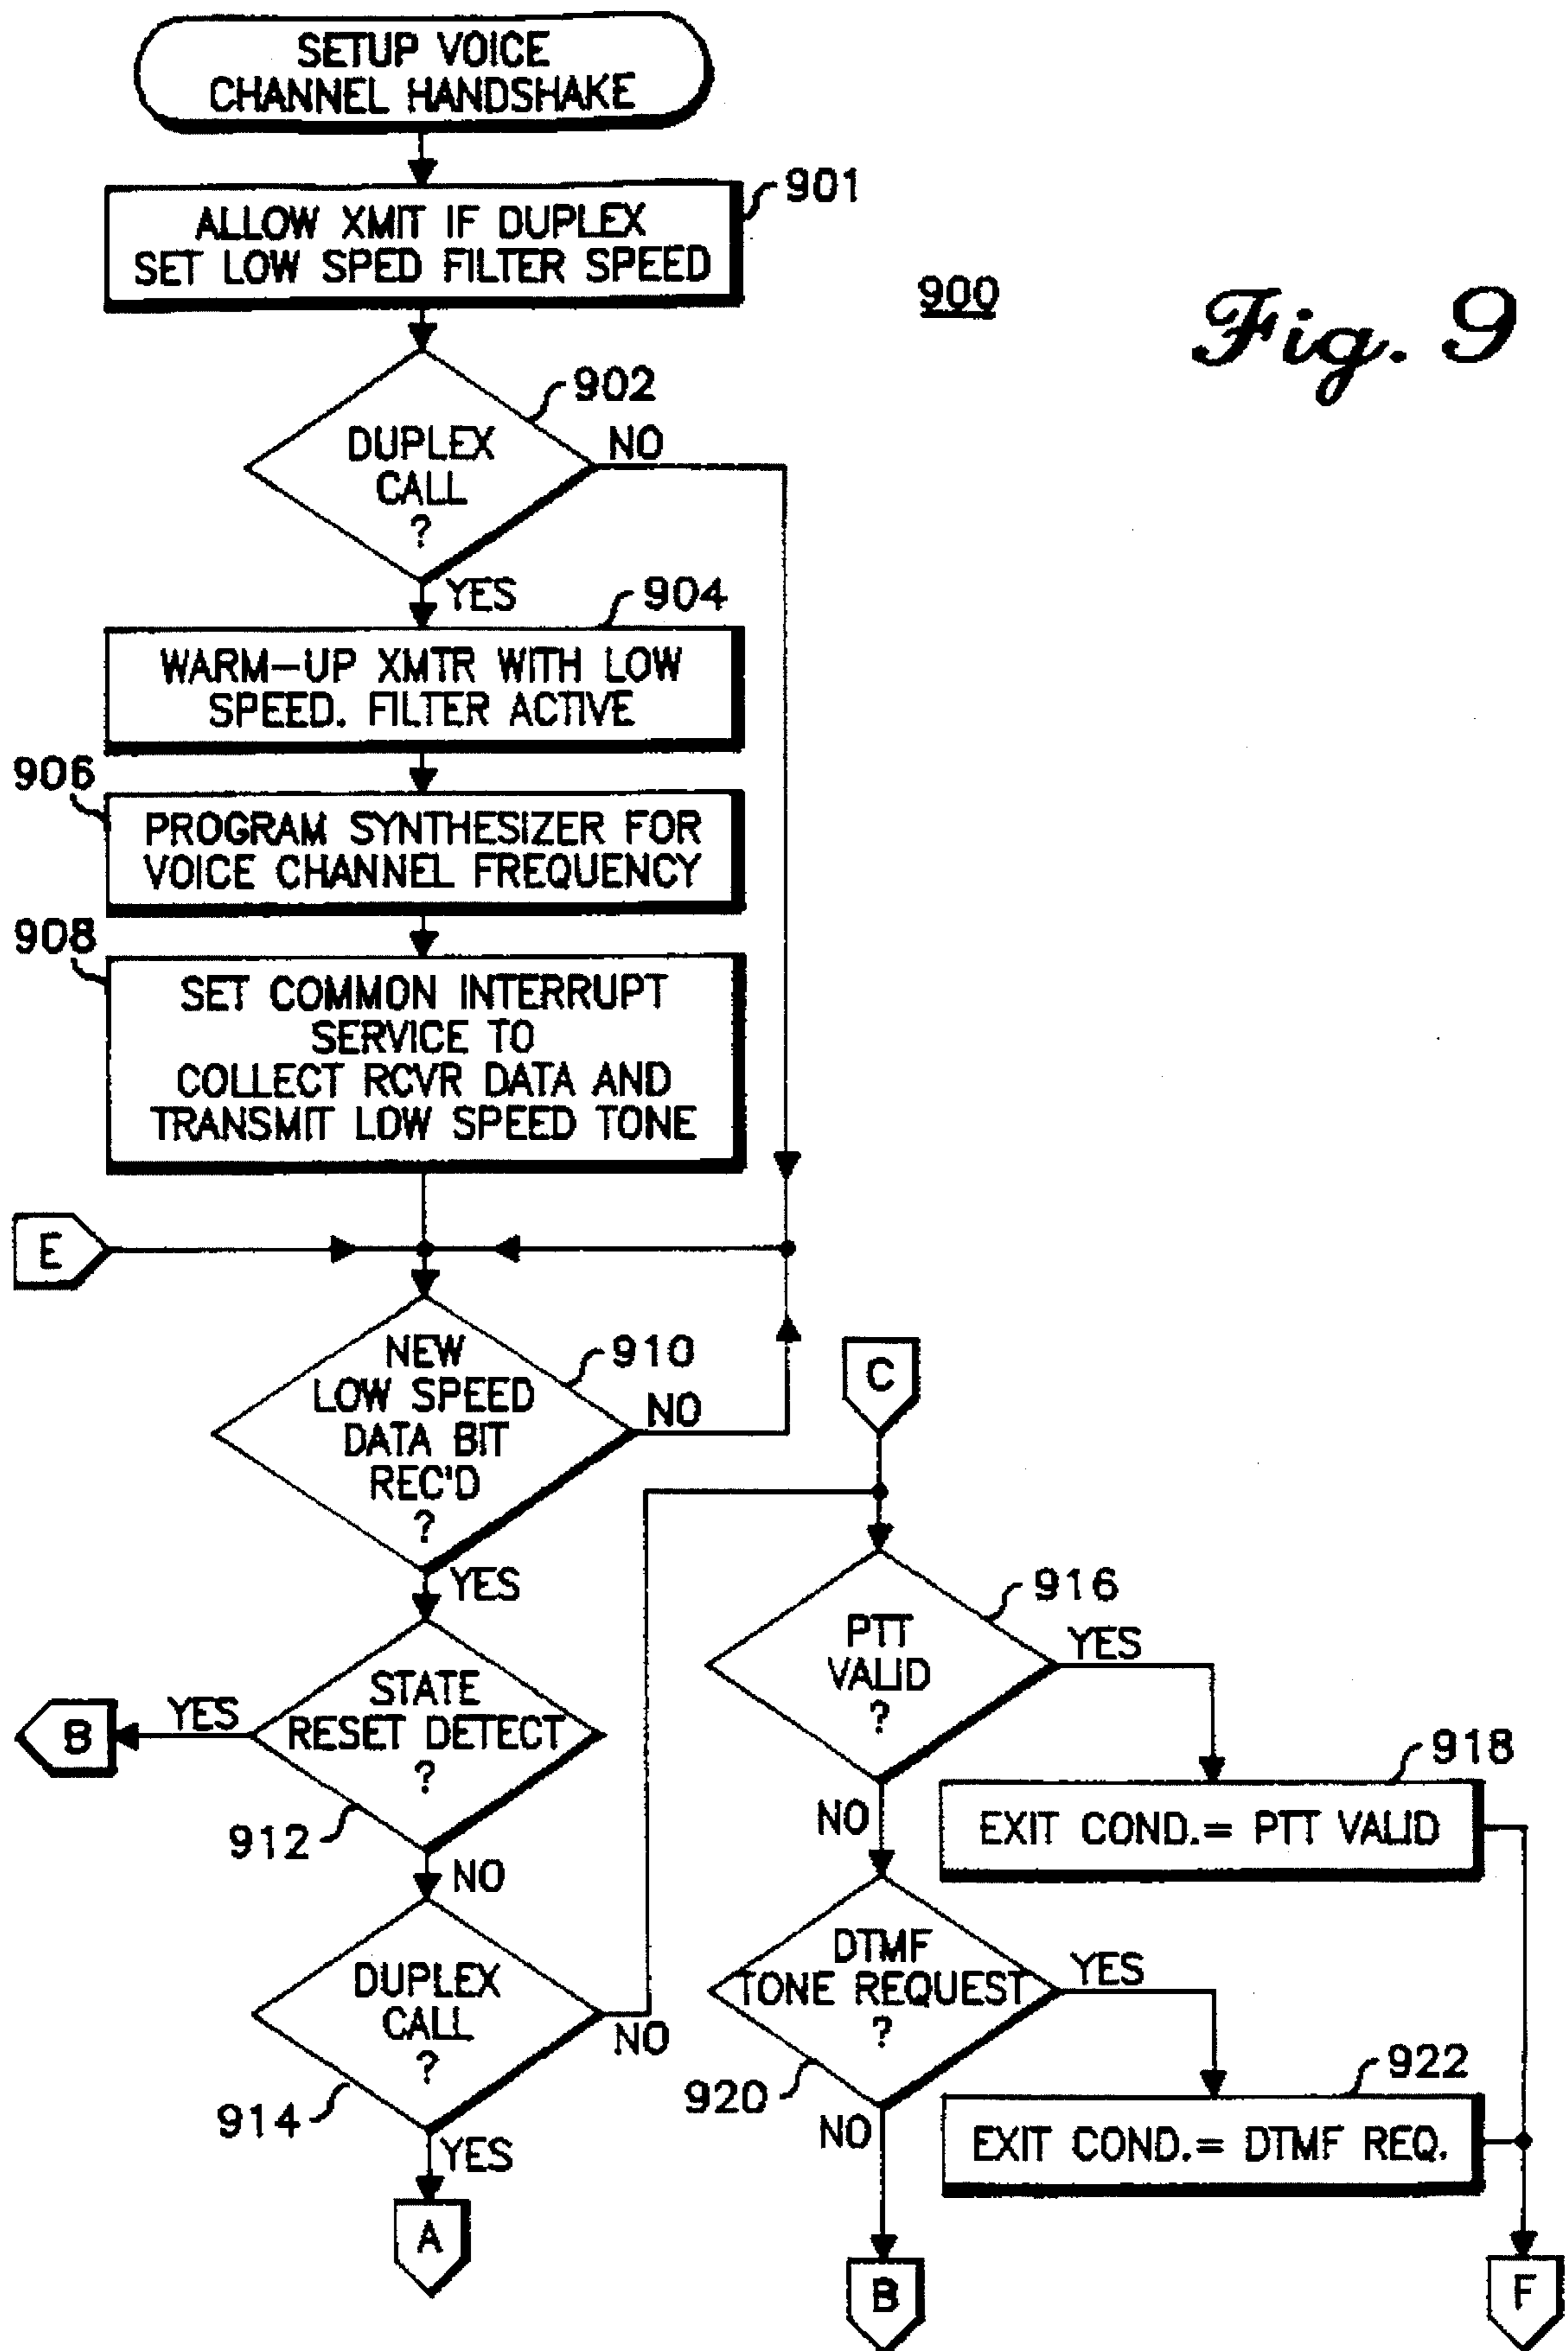 SETUP VOICE
CHANNEL HANDSHAKE
901
ALLOW XMIT IF DUPLEX
SET LOW SPED FILTER SPEED
900
Fig. 9
902
DUPLEX
CALL
?
NO
YES
904
WARM-UP XMTR WITH LOW
SPEED. FILTER ACTIVE
906
PROGRAM SYNTHESIZER FOR
VOICE CHANNEL FREQUENCY
908
SET COMMON INTERRUPT
SERVICE TO
COLLECT RCVR DATA AND
TRANSMIT LOW SPEED TONE
E
NEW
LOW SPEED
DATA BIT
REC'D
?
910
NO
YES
STATE
RESET DETECT
?
YES
B
912
NO
DUPLEX
CALL
?
914
NO
YES
A
C
PTT
VALID
?
916
YES
918
EXIT COND.= PTT VALID
NO
DTMF
TONE REQUEST
?
YES
920
922
EXIT COND.= DTMF REQ.
NO
B
F